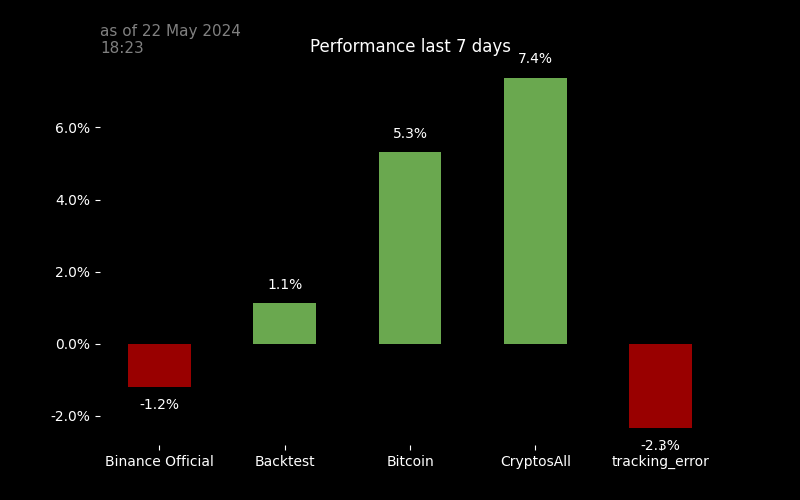 as of 22 May 2024
18:23
Performance last 7 days
7.4%
6.0%
5.3%
4.0%
2.0%
1.1%
0.0%
-1.2%
-2.0%
-2.3%
Binance Official
Backtest
Bitcoin
CryptosAll
tracking_error